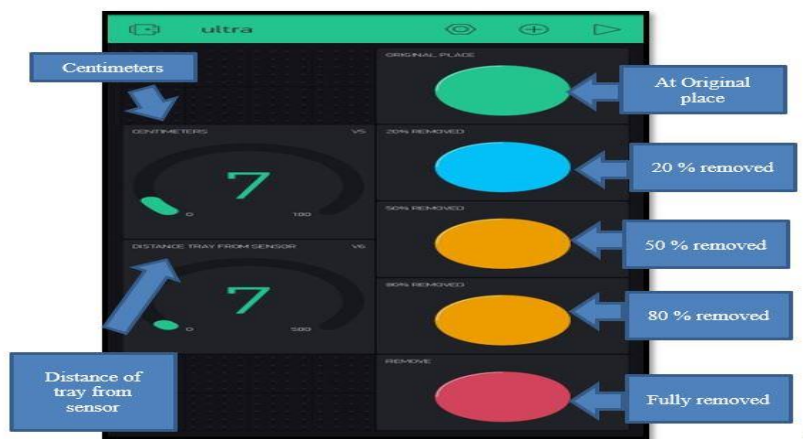 ultra
Centimeters
ORIGINAL PLACE
At Original
place
CENTIMETERS V5
20% REMOVED
7
0 100
20 % removed
50% REMOVED
DISTANCE TRAY FROM SENSOR V6
50 % removed
7
0 500
80% REMOVED
80 % removed
REMOVE
Distance of
tray from
sensor
Fully removed